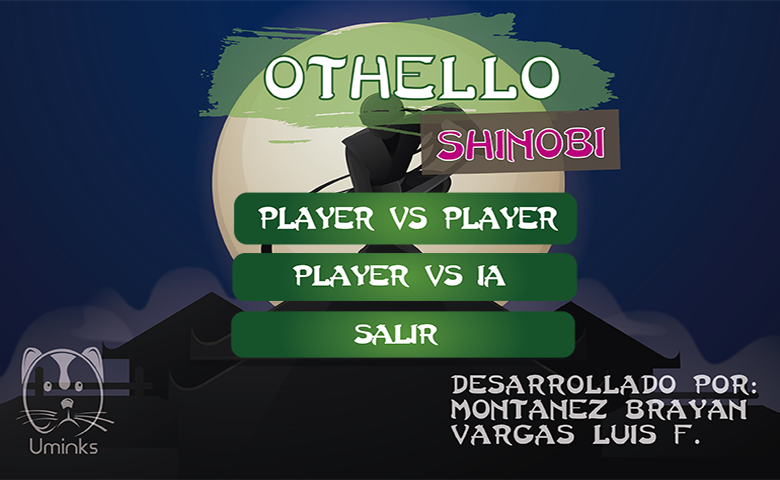 OTHELLO
SHINOBI
PLAYER VS PLAYER
PLAYER VS IA
SALIR
DESARROLLADO POR:
MONTANEZ BRAYAN
VARGAS LUIS F.
Uminks